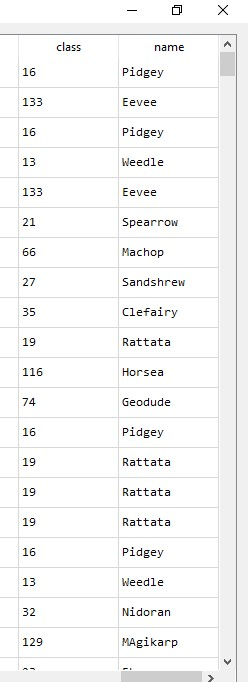 class name
16 Pidgey
133 Eevee
16 Pidgey
13 Weedle
133 Eevee
21 Spearrow
66 Machop
27 Sandshrew
35 Clefairy
19 Rattata
116 Horsea
74 Geodude
16 Pidgey
19 Rattata
19 Rattata
19 Rattata
16 Pidgey
13 Weedle
32 Nidoran
129 MAgikarp